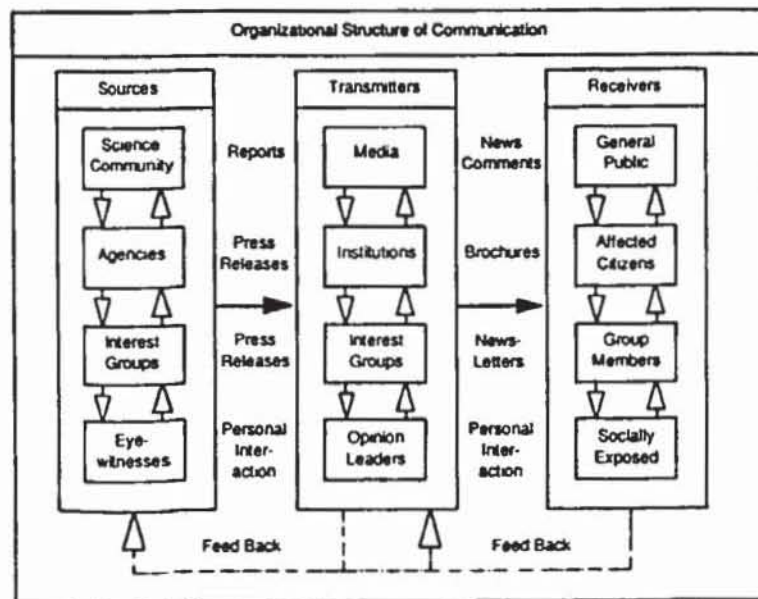 Organizational Structure of Communication
Sources
Science
Community
Agencies
Interest
Groups
Eye-
witnesses
Reports
Press
Releases
Press
Releases
Personal
Inter-
action
Transmitters
Media
Institutions
Interest
Groups
Opinion
Leaders
News
Comments
Brochures
News-
Letters
Personal
Inter-
action
Receivers
General
Public
Affected
Citizens
Group
Members
Socially
Exposed
Feed Back
Feed Back